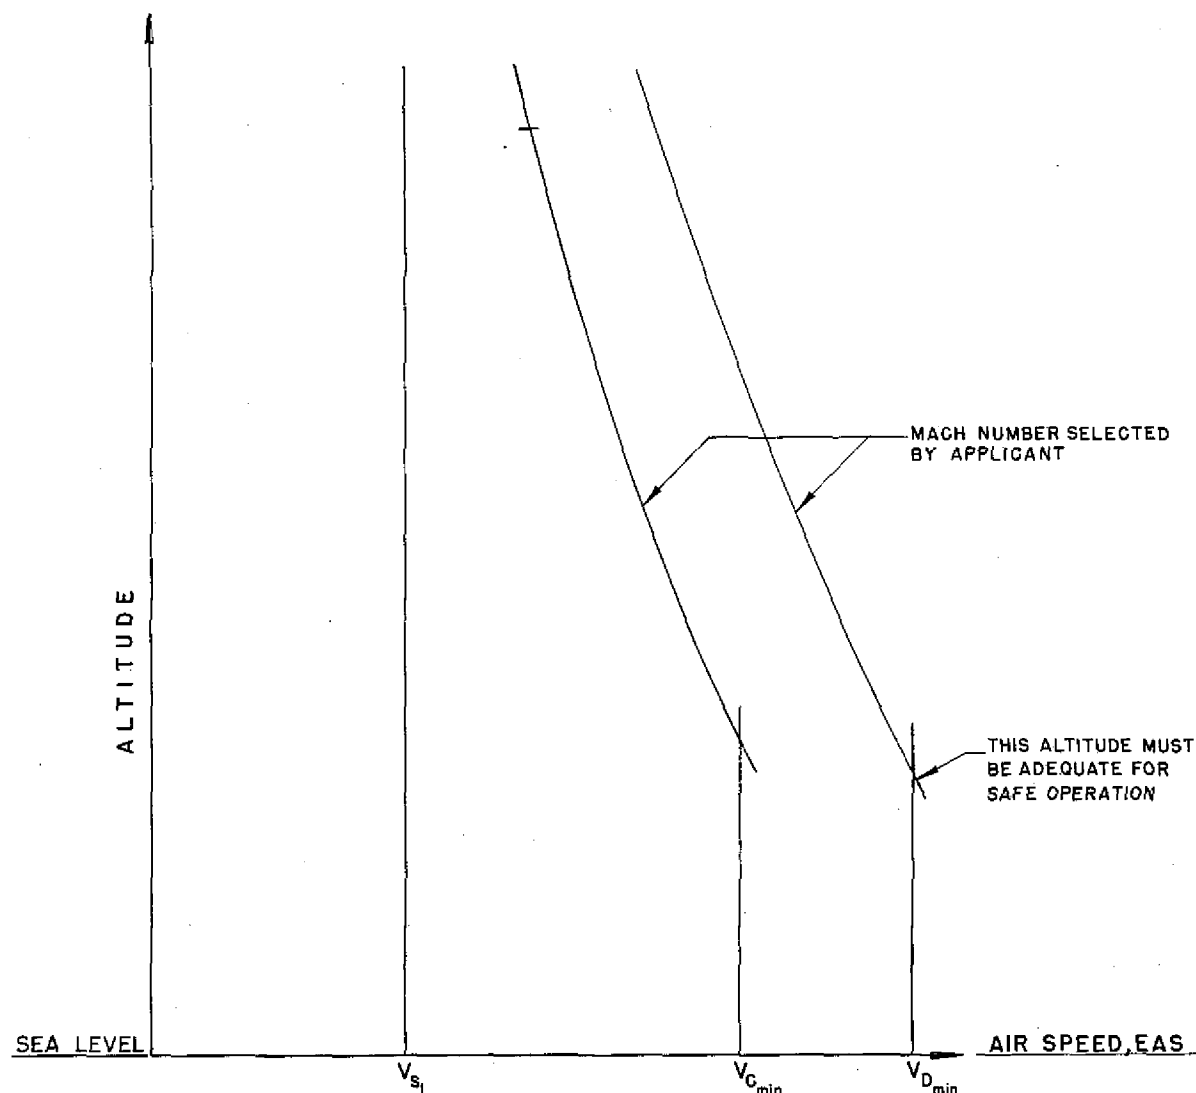 MACH NUMBER SELECTED
BY APPLICANT
ALTITUDE
THIS ALTITUDE MUST
BE ADEQUATE FOR
SAFE OPERATION
SEA LEVEL
AIR SPEED, EAS
VS1
VCmin
VDmin